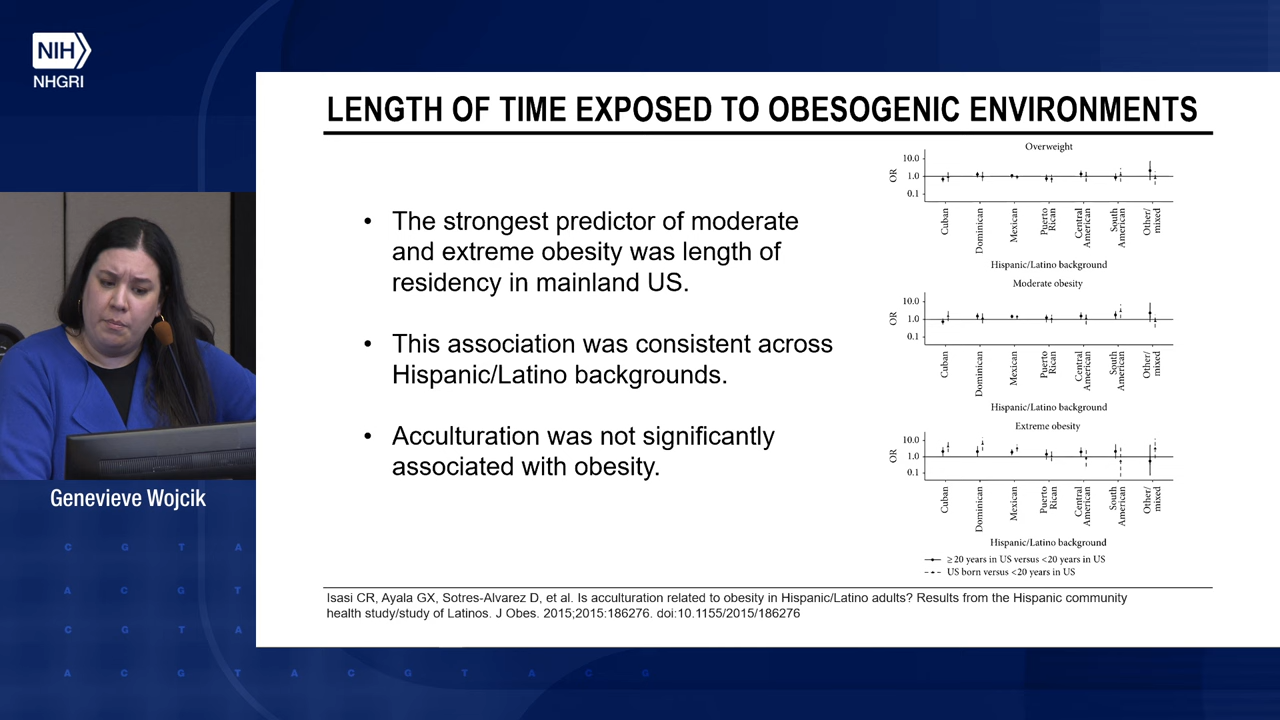 NIH
NHGRI
LENGTH OF TIME EXPOSED TO OBESOGENIC ENVIRONMENTS
• The strongest predictor of moderate
and extreme obesity was length of
residency in mainland US.
• This association was consistent across
Hispanic/Latino backgrounds.
• Acculturation was not significantly
associated with obesity.
Overweight
10.0
1.0
0.1
OR
Cuban
Dominican
Mexican
Puerto
Rican
Central
American
South
American
Other/
mixed
Hispanic/Latino background
Moderate obesity
10.0
1.0
0.1
OR
Cuban
Dominican
Mexican
Puerto
Rican
Central
American
South
American
Other/
mixed
Hispanic/Latino background
Extreme obesity
10.0
1.0
0.1
OR
Cuban
Dominican
Mexican
Puerto
Rican
Central
American
South
American
Other/
mixed
Hispanic/Latino background
≥ 20 years in US versus <20 years in US
US born versus <20 years in US
Isasi CR, Ayala GX, Sotres-Alvarez D, et al. Is acculturation related to obesity in Hispanic/Latino adults? Results from the Hispanic community
health study/study of Latinos. J Obes. 2015;2015:186276. doi:10.1155/2015/186276
Genevieve Wojcik
C G T A
A C G T
C G T A
A C G T A C G T A C G